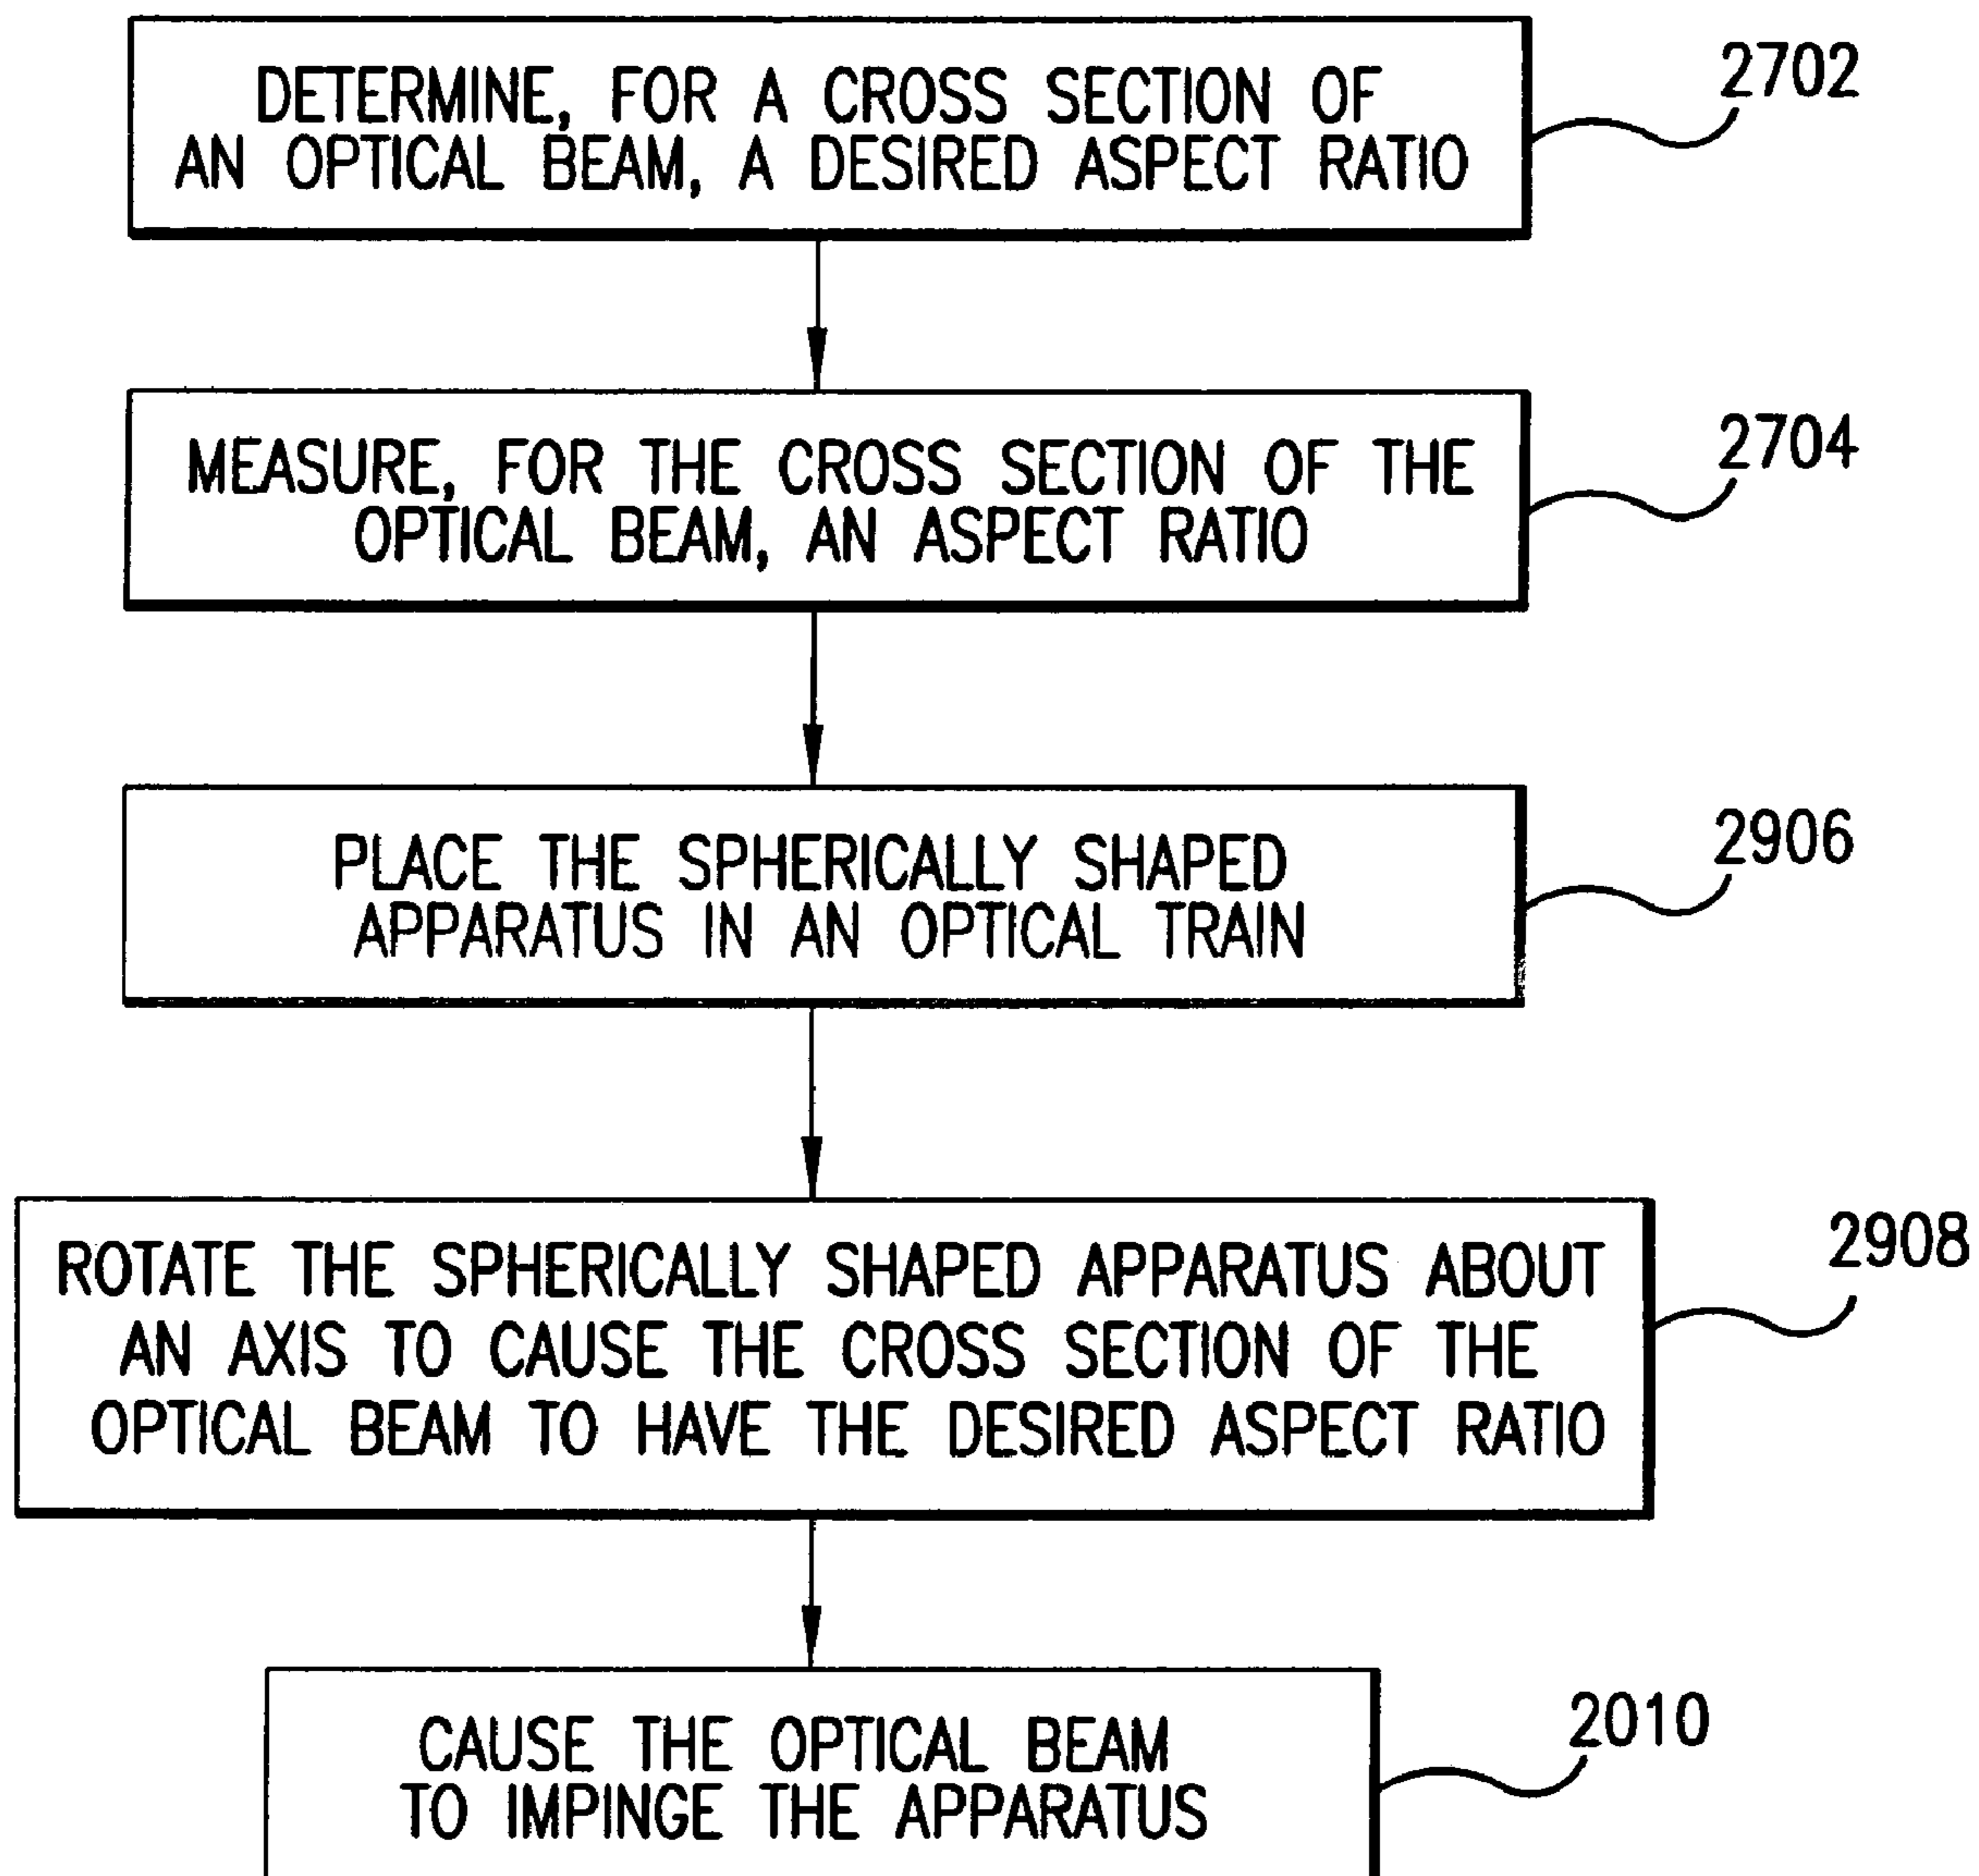 DETERMINE, FOR A CROSS SECTION OF
AN OPTICAL BEAM, A DESIRED ASPECT RATIO
2702
MEASURE, FOR THE CROSS SECTION OF THE
OPTICAL BEAM, AN ASPECT RATIO
2704
PLACE THE SPHERICALLY SHAPED
APPARATUS IN AN OPTICAL TRAIN
2906
ROTATE THE SPHERICALLY SHAPED APPARATUS ABOUT
AN AXIS TO CAUSE THE CROSS SECTION OF THE
OPTICAL BEAM TO HAVE THE DESIRED ASPECT RATIO
2908
CAUSE THE OPTICAL BEAM
TO IMPINGE THE APPARATUS
2010